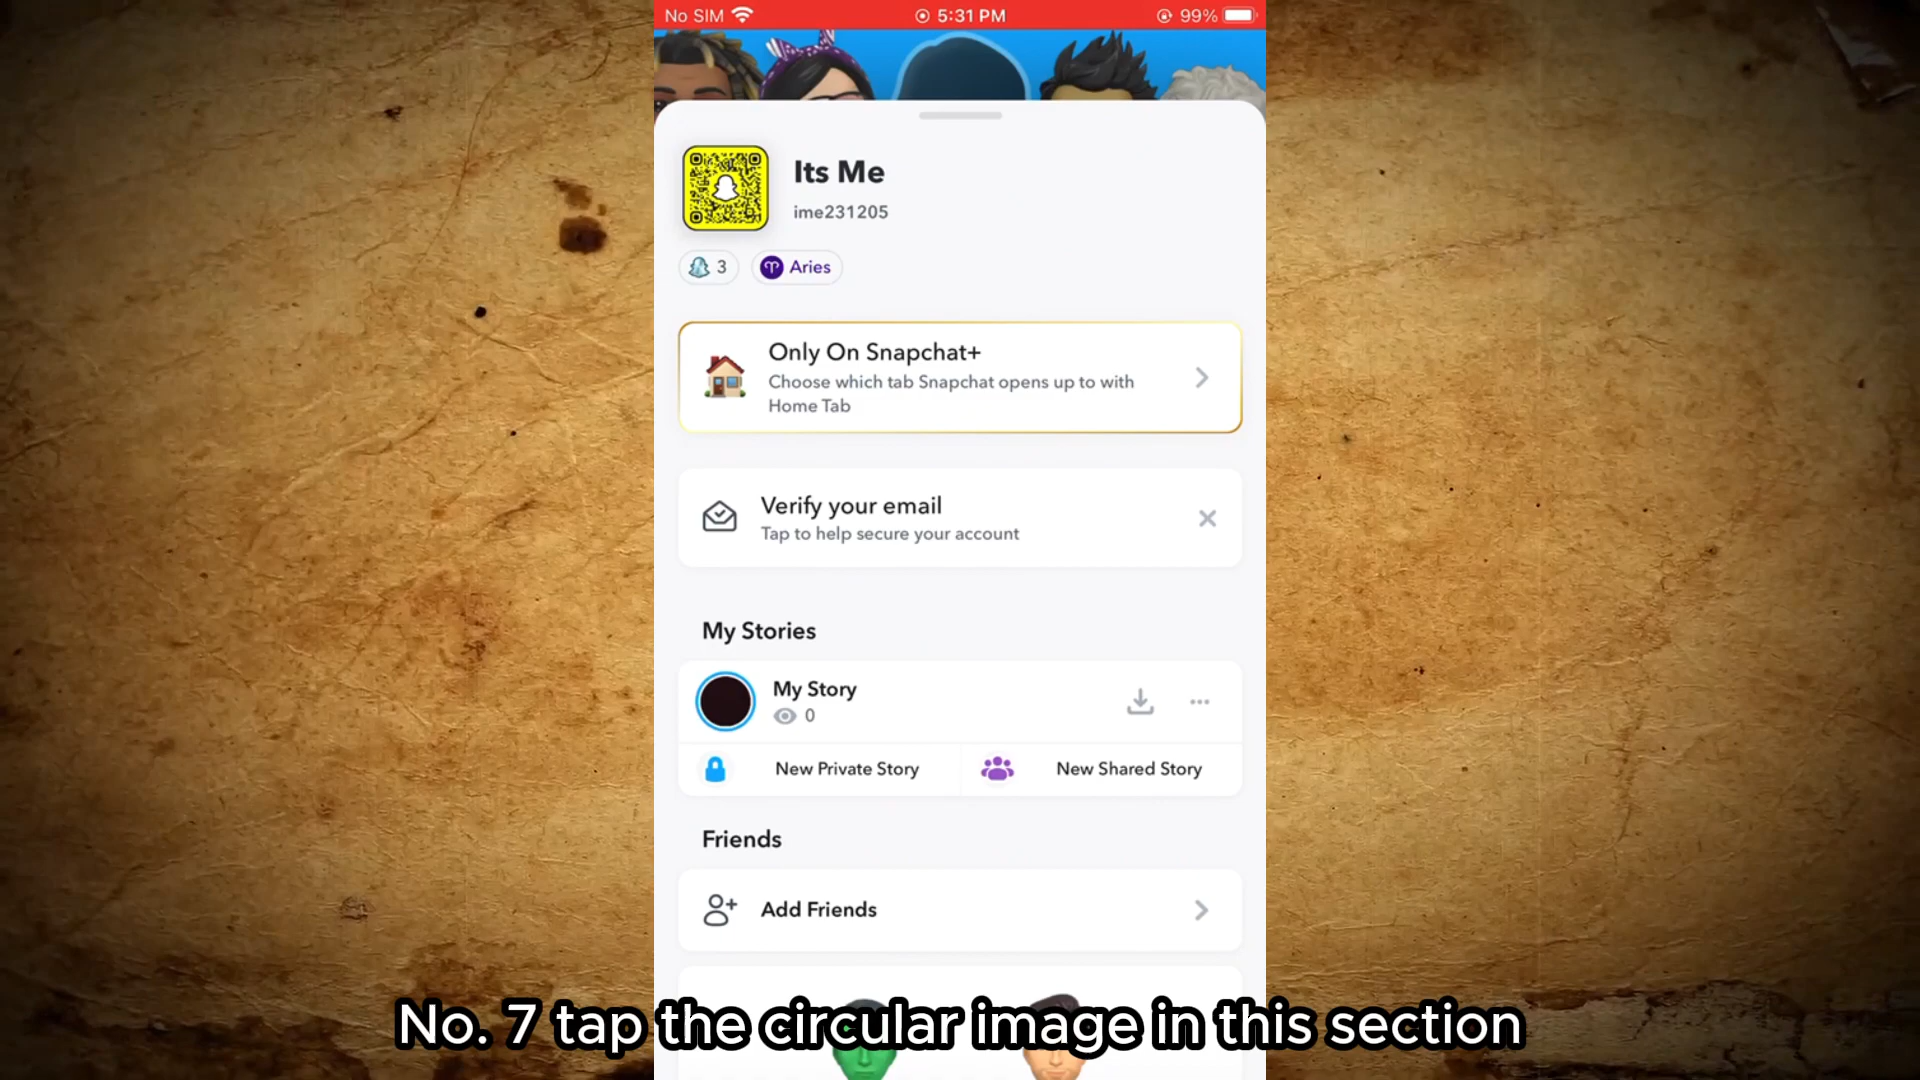 No SIM 5:31 PM 99%
Its Me
ime231205
3 Aries
Only On Snapchat+
Choose which tab Snapchat opens up to with
Home Tab
Verify your email
Tap to help secure your account
My Stories
My Story
0
New Private Story New Shared Story
Friends
Add Friends
No. 7 tap the circular image in this section